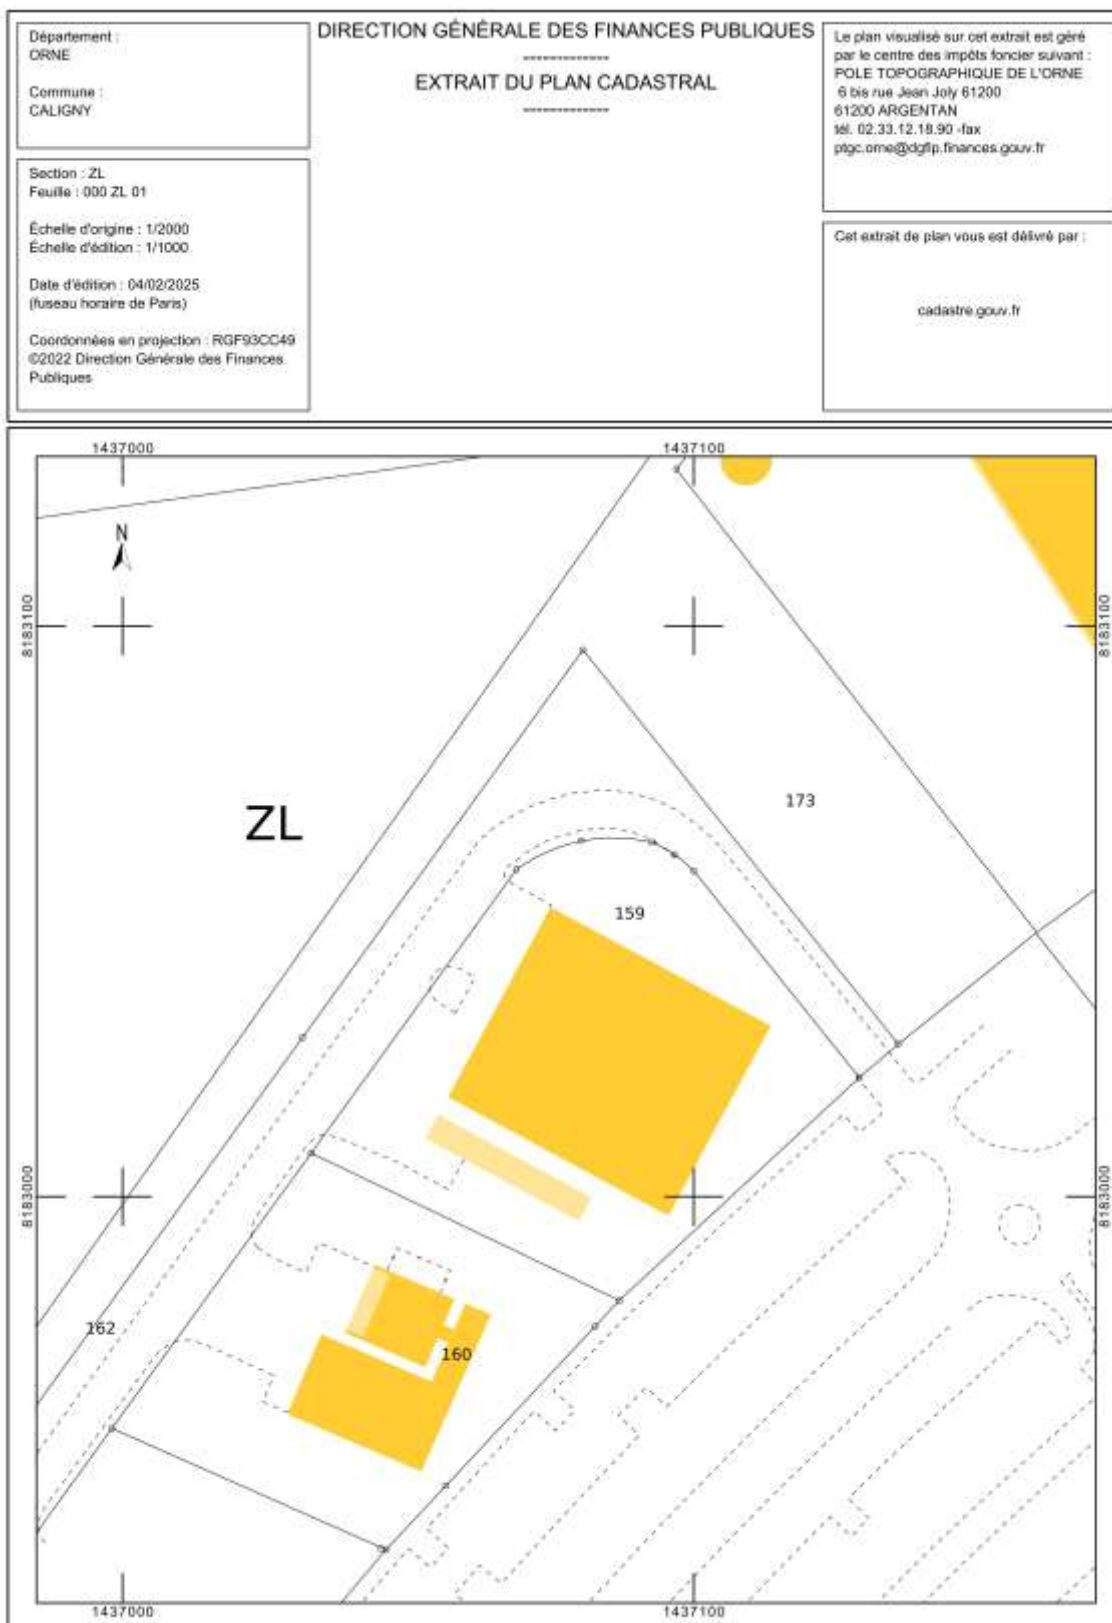 Département :
ORNE
Commune :
CALIGNY
Section : ZL
Feuille : 000 ZL 01
Échelle d'origine : 1/2000
Échelle d'édition : 1/1000
Date d'édition : 04/02/2025
(fuseau horaire de Paris)
Coordonnées en projection : RGF93CC49
©2022 Direction Générale des Finances
Publiques
DIRECTION GÉNÉRALE DES FINANCES PUBLIQUES
-------------
EXTRAIT DU PLAN CADASTRAL
-------------
Le plan visualisé sur cet extrait est géré
par le centre des impôts foncier suivant :
POLE TOPOGRAPHIQUE DE L'ORNE
6 bis rue Jean Joly 61200
61200 ARGENTAN
tél. 02.33.12.18.90 -fax
ptgc.orne@dgfip.finances.gouv.fr
Cet extrait de plan vous est délivré par :
cadastre.gouv.fr
1437000
1437100
N
8183100
8183100
ZL
173
159
8183000
8183000
162
160
1437000
1437100